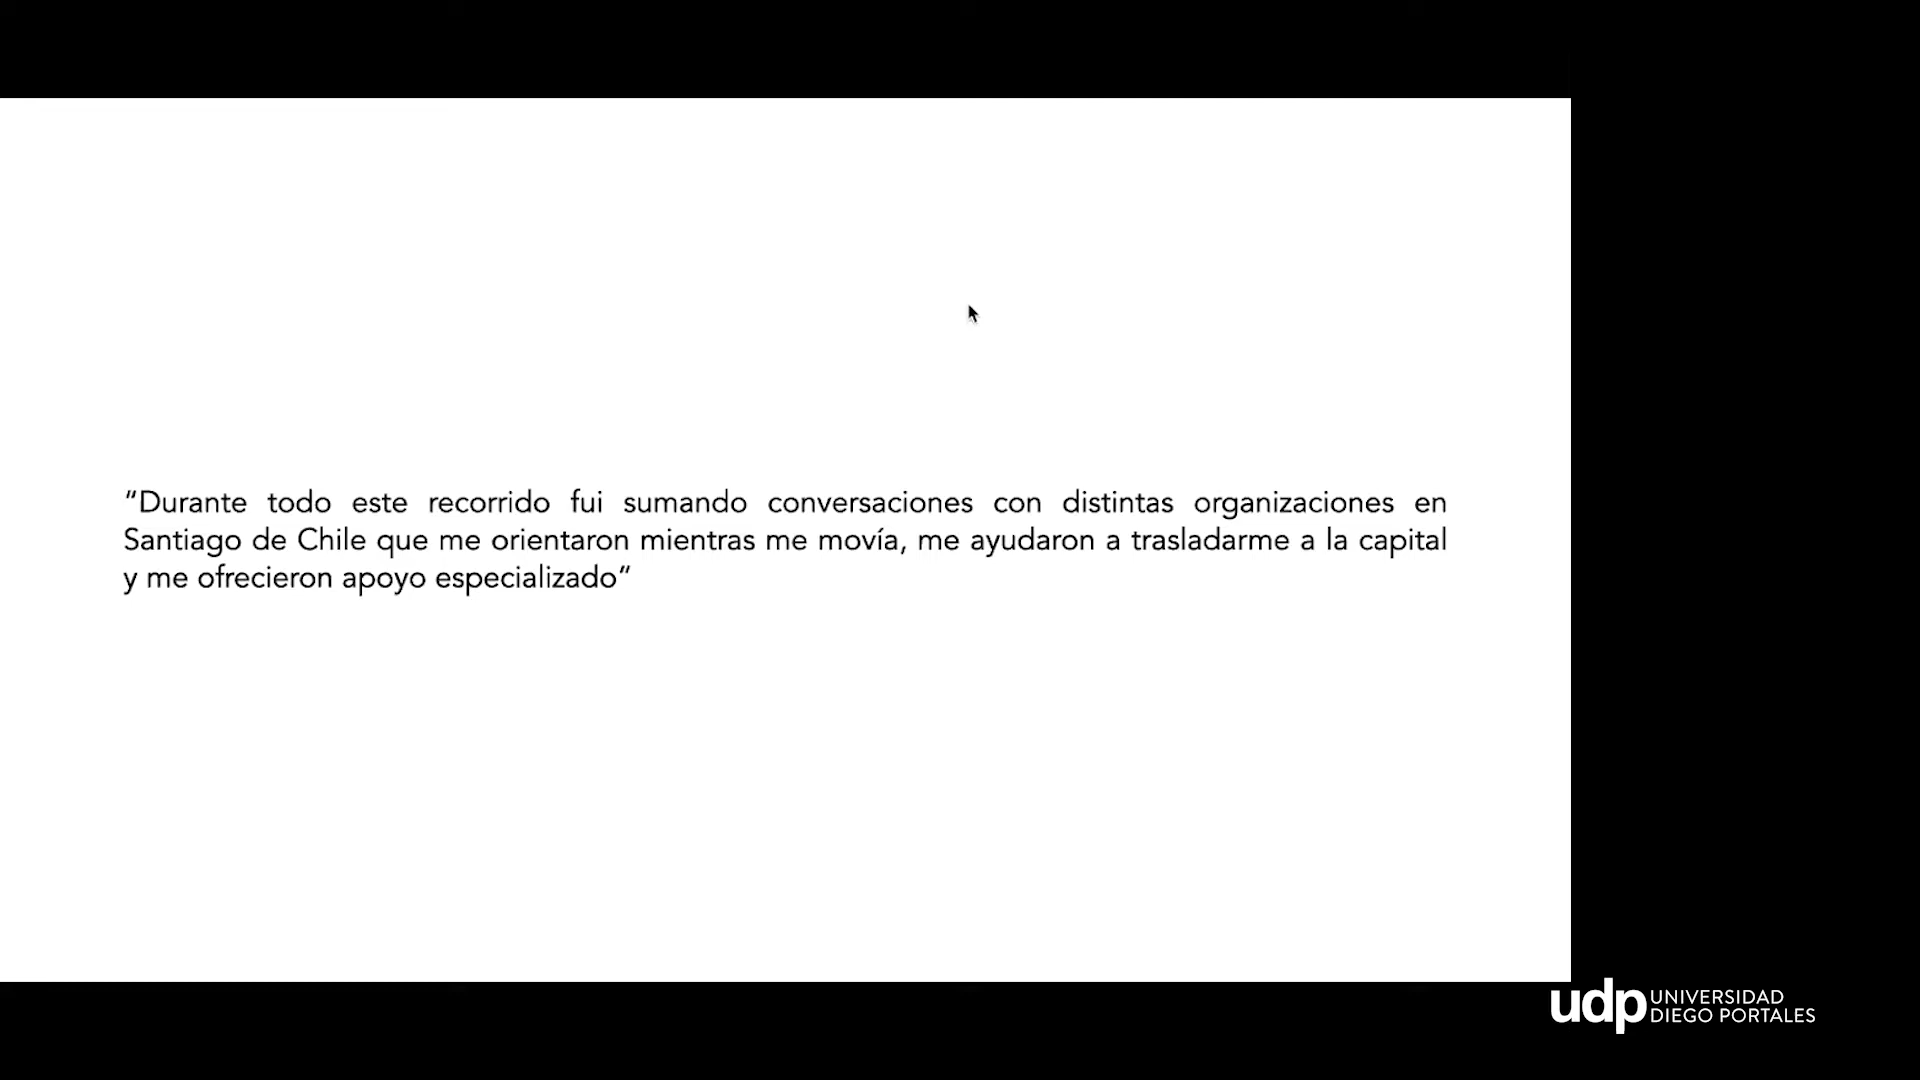 “Durante todo este recorrido fui sumando conversaciones con distintas organizaciones en
Santiago de Chile que me orientaron mientras me movía, me ayudaron a trasladarme a la capital
y me ofrecieron apoyo especializado”
udp UNIVERSIDAD
DIEGO PORTALES